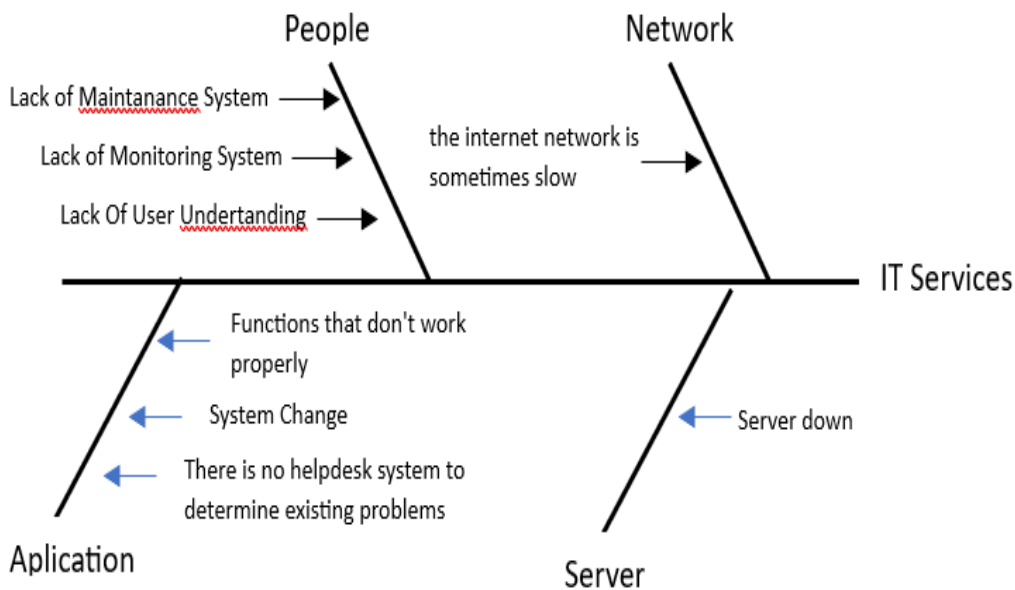 People
Network
Lack of Maintanance System
Lack of Monitoring System
Lack Of User Undertanding
the internet network is
sometimes slow
IT Services
Functions that don't work
properly
System Change
There is no helpdesk system to
determine existing problems
Server down
Aplication
Server